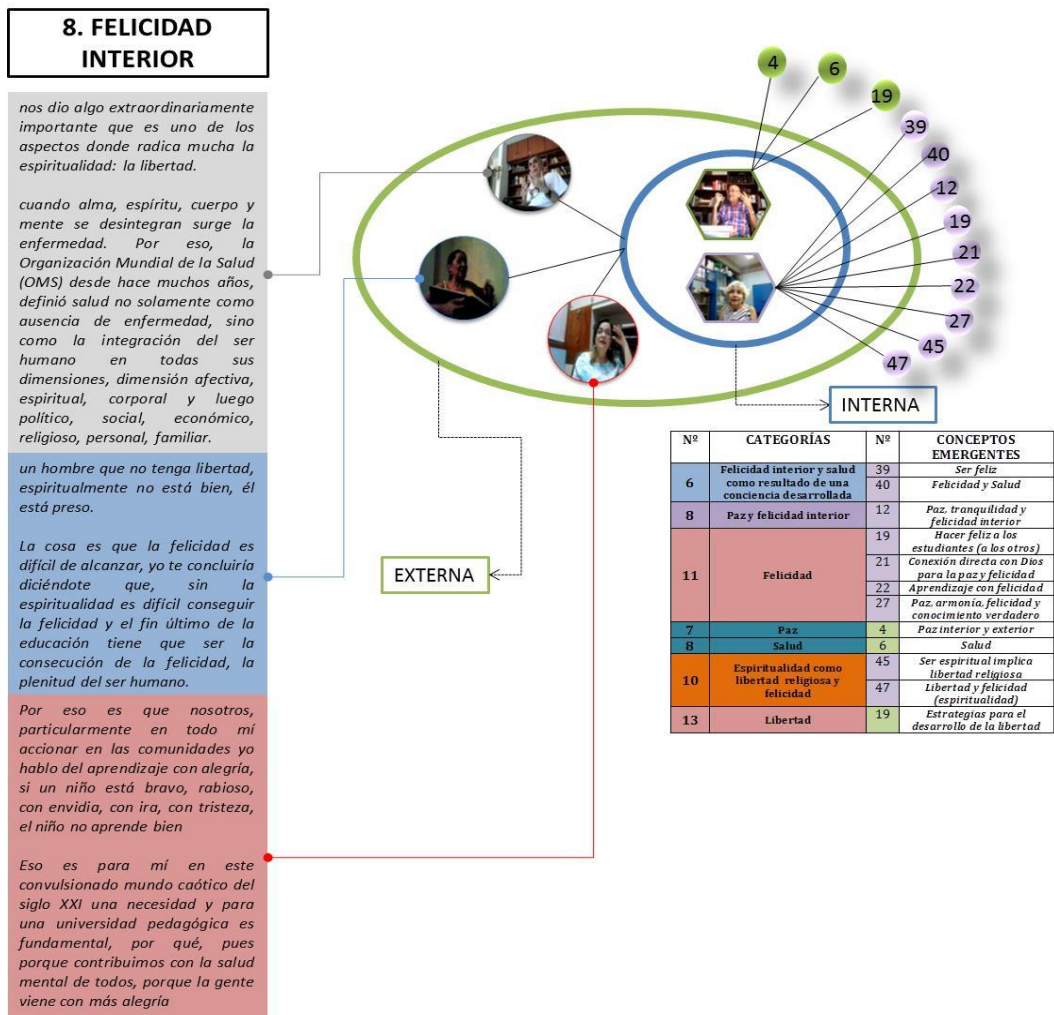 8. FELICIDAD
INTERIOR
nos dio algo extraordinariamente
importante que es uno de los
aspectos donde radica mucha la
espiritualidad: la libertad.
cuando alma, espíritu, cuerpo y
mente se desintegran surge la
enfermedad. Por eso, la
Organización Mundial de la Salud
(OMS) desde hace muchos años,
definió salud no solamente como
ausencia de enfermedad, sino
como la integración del ser
humano en todas sus
dimensiones, dimensión afectiva,
espiritual, corporal y luego
político, social, económico,
religioso, personal, familiar.
un hombre que no tenga libertad,
espiritualmente no está bien, él
está preso.
La cosa es que la felicidad es
difícil de alcanzar, yo te concluiría
diciéndote que, sin la
espiritualidad es difícil conseguir
la felicidad y el fin último de la
educación tiene que ser la
consecución de la felicidad, la
plenitud del ser humano.
Por eso es que nosotros,
particularmente en todo mí
accionar en las comunidades yo
hablo del aprendizaje con alegría,
si un niño está bravo, rabioso,
con envidia, con ira, con tristeza,
el niño no aprende bien
Eso es para mí en este
convulsionado mundo caótico del
siglo XXI una necesidad y para
una universidad pedagógica es
fundamental, por qué, pues
porque contribuimos con la salud
mental de todos, porque la gente
viene con más alegría
4
6
19
39
40
12
19
21
22
27
45
47
INTERNA
EXTERNA
Nº CATEGORÍAS Nº CONCEPTOS
EMERGENTES
6 Felicidad interior y salud
como resultado de una
conciencia desarrollada
39 Ser feliz
40 Felicidad y Salud
8 Paz y felicidad interior 12 Paz, tranquilidad y
felicidad interior
11 Felicidad 19 Hacer feliz a los
estudiantes (a los otros)
21 Conexión directa con Dios
para la paz y felicidad
22 Aprendizaje con felicidad
27 Paz, armonía, felicidad y
conocimiento verdadero
7 Paz 4 Paz interior y exterior
8 Salud 6 Salud
10 Espiritualidad como
libertad religiosa y
felicidad
45 Ser espiritual implica
libertad religiosa
47 Libertad y felicidad
(espiritualidad)
13 Libertad 19 Estrategias para el
desarrollo de la libertad